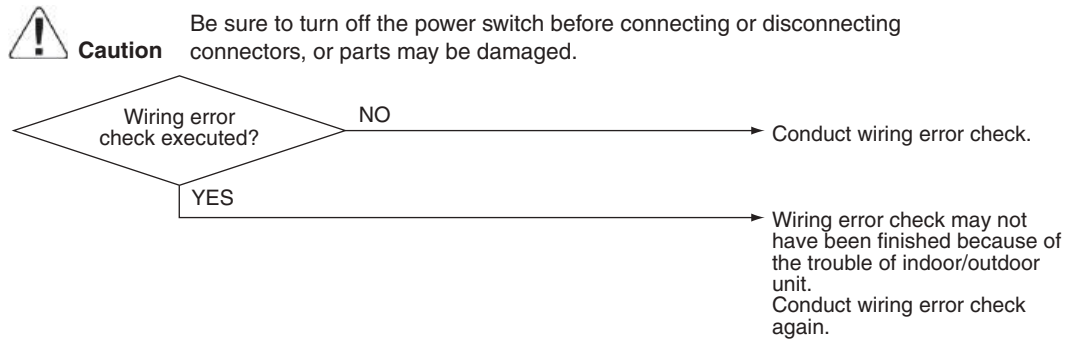 Be sure to turn off the power switch before connecting or disconnecting
Caution connectors, or parts may be damaged.
Wiring error
check executed?
NO
Conduct wiring error check.
YES
Wiring error check may not
have been finished because of
the trouble of indoor/outdoor
unit.
Conduct wiring error check
again.